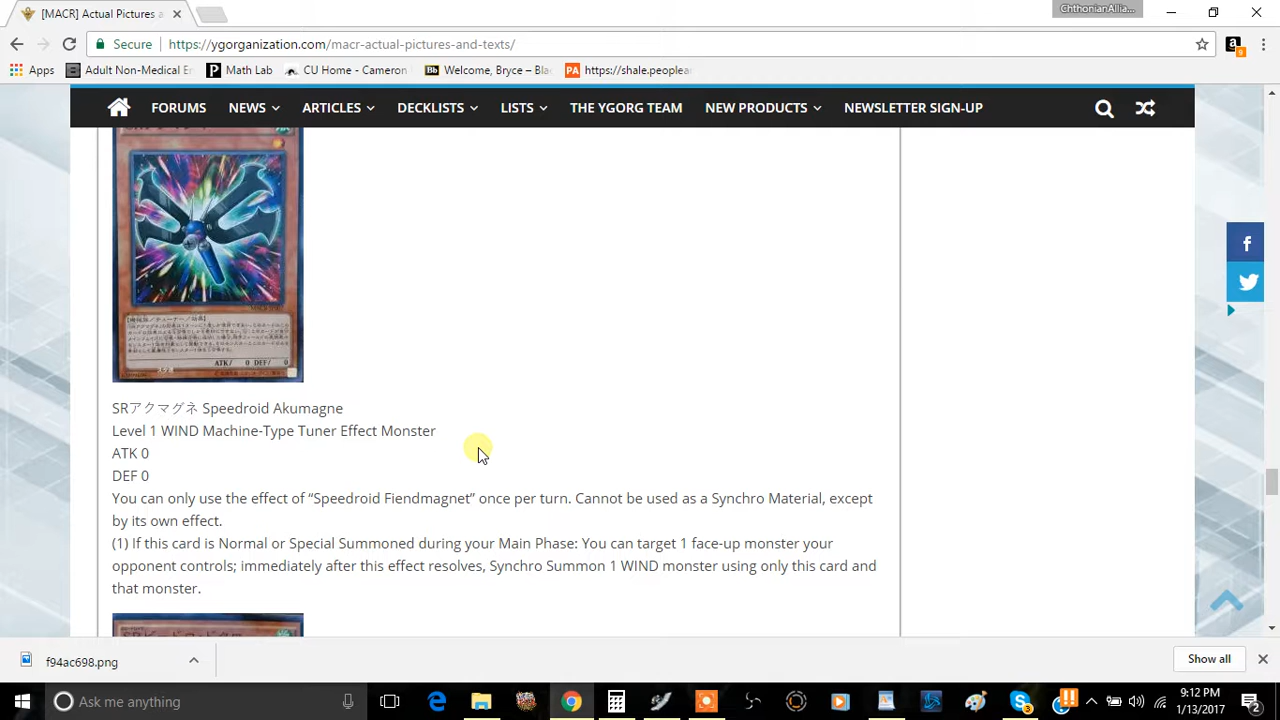 [MACR] Actual Pictures a
ChthonianAllia...
Secure
https://ygorganization.com/macr-actual-pictures-and-texts/
9
Apps
Adult Non-Medical E
Math Lab
CU Home - Cameron
Bb
Welcome, Bryce – Bla
PA
https://shale.peoplea
FORUMS
NEWS
ARTICLES
DECKLISTS
LISTS
THE YGORG TEAM
NEW PRODUCTS
NEWSLETTER SIGN-UP
ATK/ 0 DEF/ 0
SRアクマグネ Speedroid Akumagne
Level 1 WIND Machine-Type Tuner Effect Monster
ATK 0
DEF 0
You can only use the effect of “Speedroid Fiendmagnet” once per turn. Cannot be used as a Synchro Material, except
by its own effect.
(1) If this card is Normal or Special Summoned during your Main Phase: You can target 1 face-up monster your
opponent controls; immediately after this effect resolves, Synchro Summon 1 WIND monster using only this card and
that monster.
f94ac698.png
Show all
Ask me anything
9:12 PM
1/13/2017